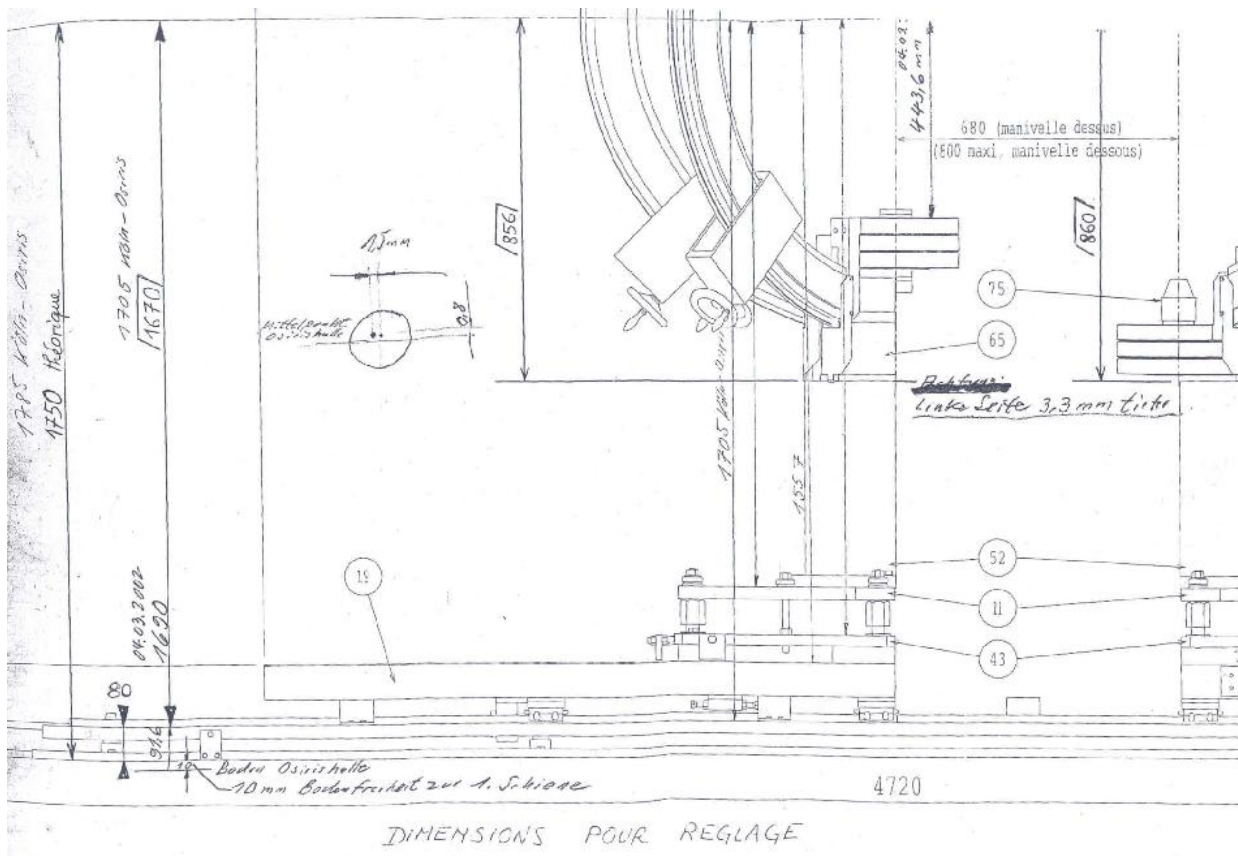 04.03.
443,6 mm
680 (manivelle dessus)
(800 maxi, manivelle dessous)
1785 Köln-Osiris
1750 théorique
1705 Köln-Osiris
1670
856
860
1,5mm
0,8
Mittelpunkt
Osirishalle
75
65
Linke Seite 3,3 mm tiefer
1705 Köln-Osiris
1557
52
11
43
19
04.03.2002
1690
80
91.6
10
Boden Osirishalle
10 mm Bodenfreiheit zur 1. Schiene
4720
DIMENSIONS POUR REGLAGE